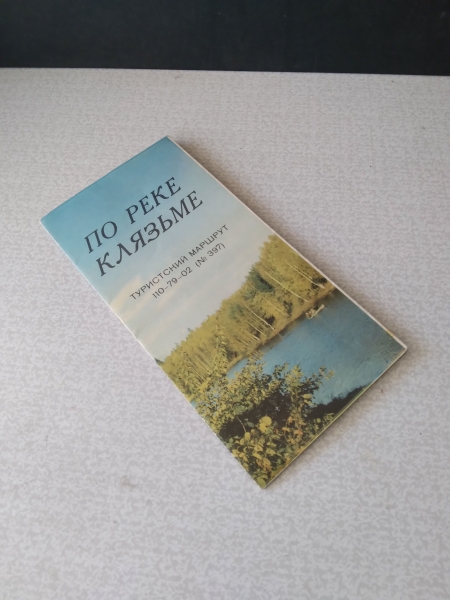 ПО РЕКЕ
КЛЯЗЬМЕ
ТУРИСТСКИЙ МАРШРУТ
110-79-02 (№ 397)